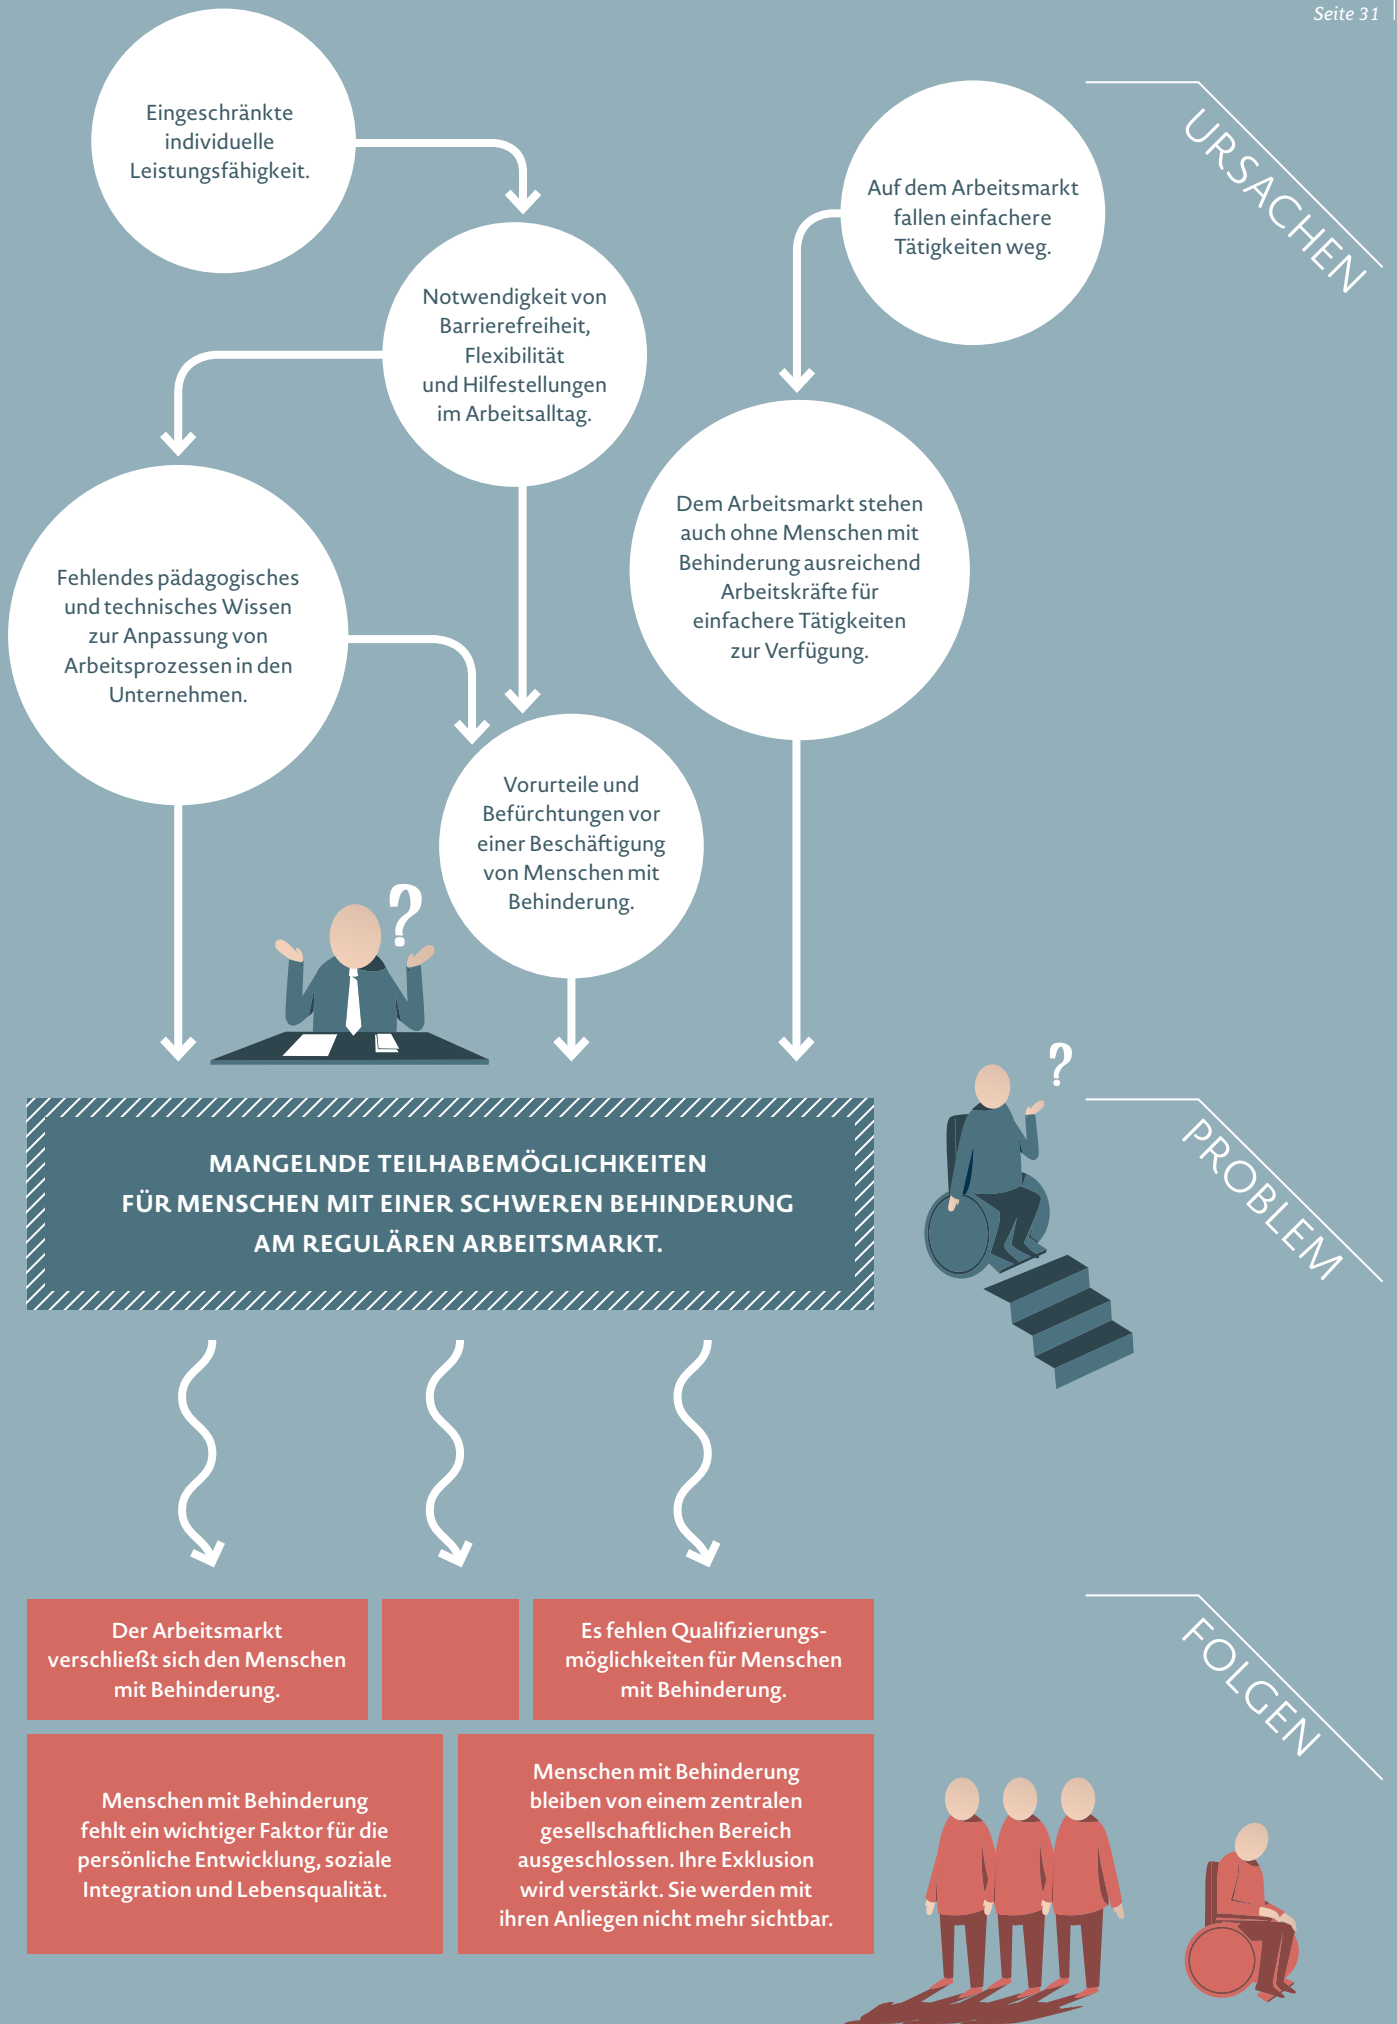 Seite 31
URSACHEN
Eingeschränkte
individuelle
Leistungsfähigkeit.
Auf dem Arbeitsmarkt
fallen einfachere
Tätigkeiten weg.
Notwendigkeit von
Barrierefreiheit,
Flexibilität
und Hilfestellungen
im Arbeitsalltag.
Dem Arbeitsmarkt stehen
auch ohne Menschen mit
Behinderung ausreichend
Arbeitskräfte für
einfachere Tätigkeiten
zur Verfügung.
Fehlendes pädagogisches
und technisches Wissen
zur Anpassung von
Arbeitsprozessen in den
Unternehmen.
Vorurteile und
Befürchtungen vor
einer Beschäftigung
von Menschen mit
Behinderung.
?
?
PROBLEM
MANGELNDE TEILHABEMÖGLICHKEITEN
FÜR MENSCHEN MIT EINER SCHWEREN BEHINDERUNG
AM REGULÄREN ARBEITSMARKT.
FOLGEN
Der Arbeitsmarkt
verschließt sich den Menschen
mit Behinderung.
Es fehlen Qualifizierungs-
möglichkeiten für Menschen
mit Behinderung.
Menschen mit Behinderung
fehlt ein wichtiger Faktor für die
persönliche Entwicklung, soziale
Integration und Lebensqualität.
Menschen mit Behinderung
bleiben von einem zentralen
gesellschaftlichen Bereich
ausgeschlossen. Ihre Exklusion
wird verstärkt. Sie werden mit
ihren Anliegen nicht mehr sichtbar.